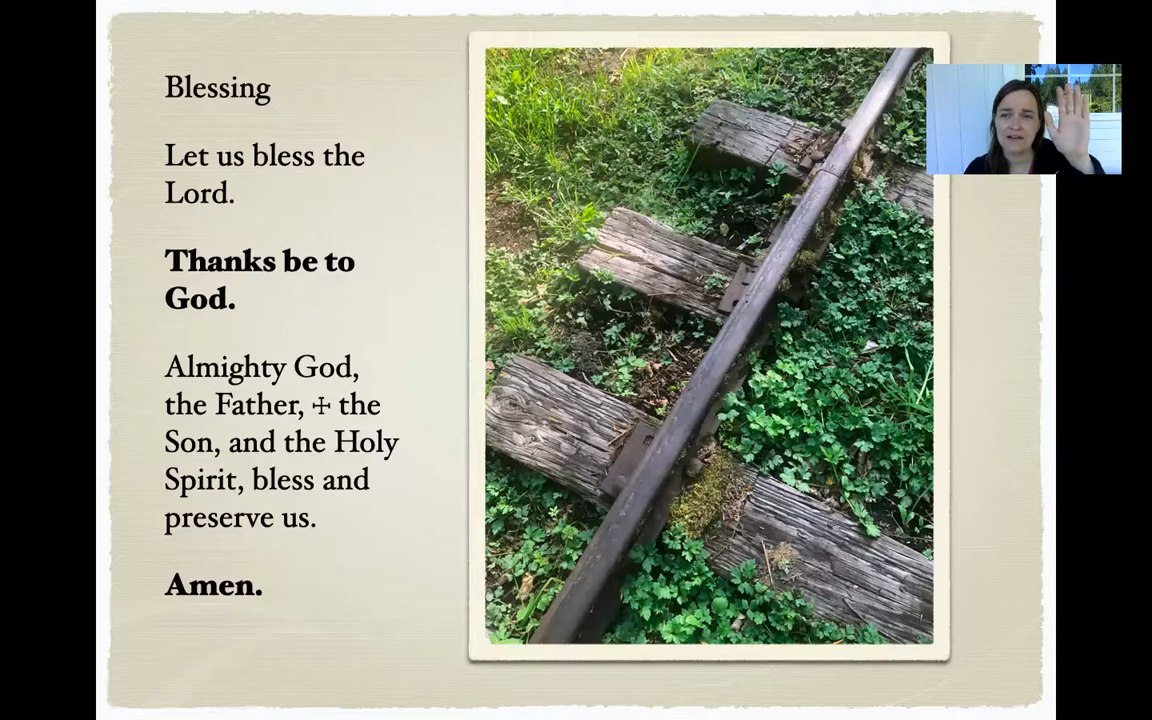 Blessing
Let us bless the
Lord.
Thanks be to
God.
Almighty God,
the Father, ☩ the
Son, and the Holy
Spirit, bless and
preserve us.
Amen.